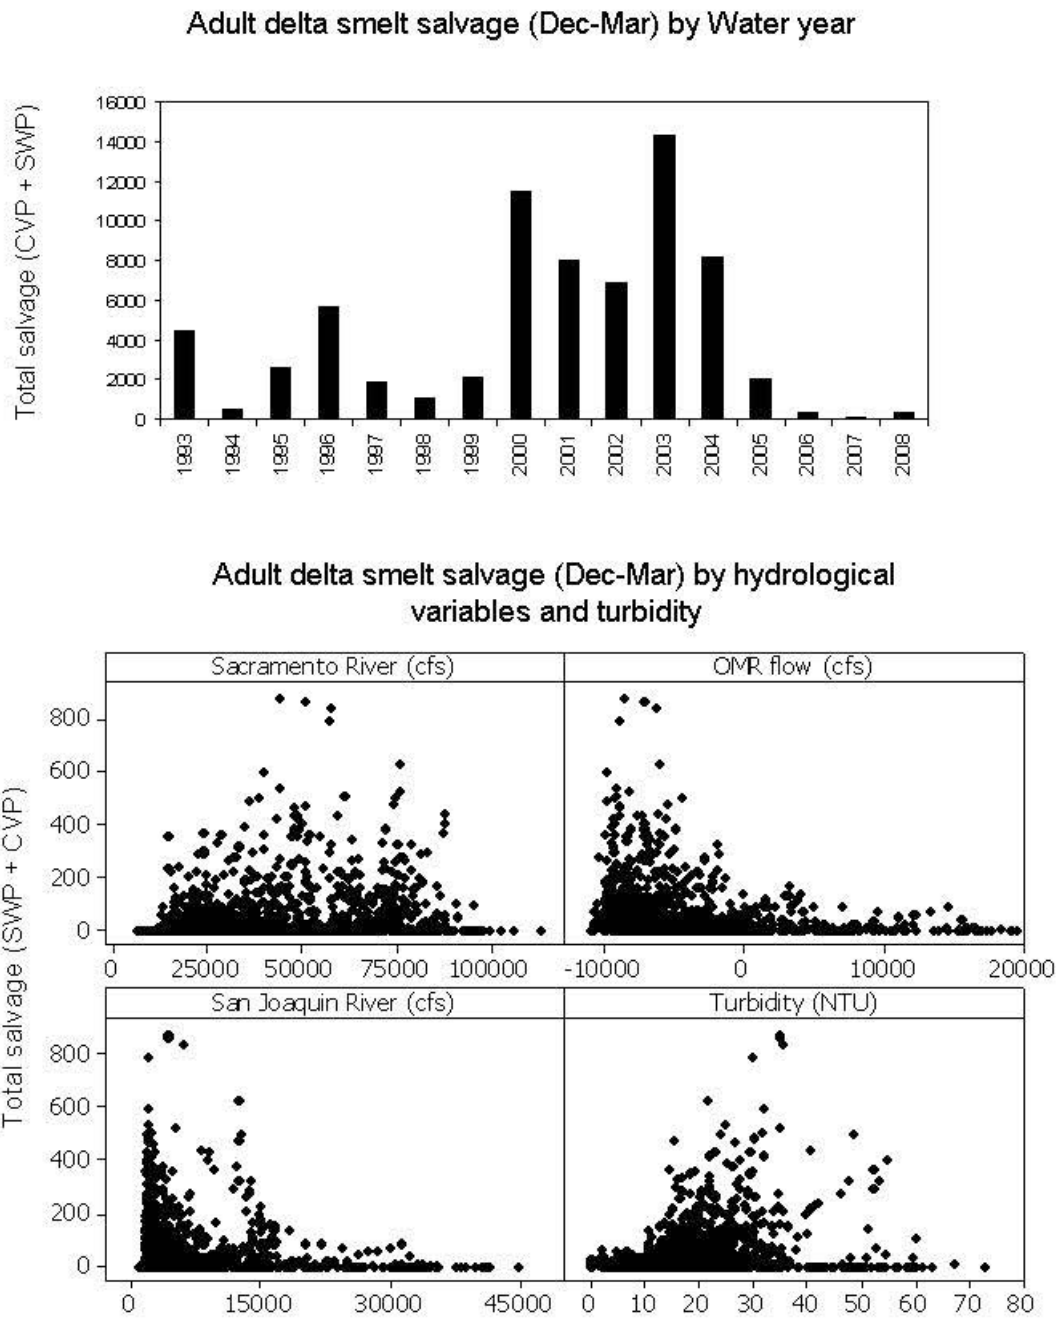 Adult delta smelt salvage (Dec-Mar) by Water year
Total salvage (CVP + SWP)
16000
14000
12000
10000
8000
6000
4000
2000
0
1993 1994 1995 1996 1997 1998 1999 2000 2001 2002 2003 2004 2005 2006 2007 2008
Adult delta smelt salvage (Dec-Mar) by hydrological
variables and turbidity
Total salvage (SWP + CVP)
Sacramento River (cfs) OMR flow (cfs)
800
600
400
200
0
0 25000 50000 75000 100000 -10000 0 10000 20000
San Joaquin River (cfs) Turbidity (NTU)
800
600
400
200
0
0 15000 30000 45000 0 10 20 30 40 50 60 70 80